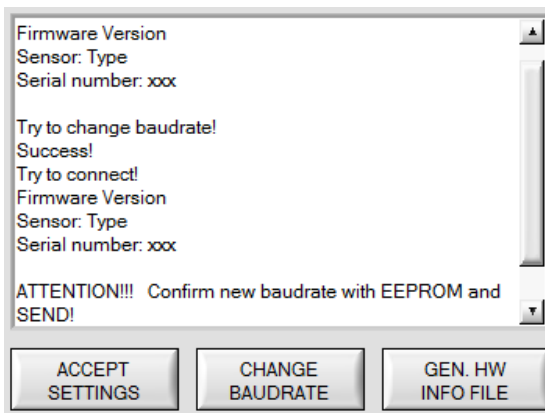 Firmware Version
Sensor: Type
Serial number: xxx
Try to change baudrate!
Success!
Try to connect!
Firmware Version
Sensor: Type
Serial number: xxx
ATTENTION!!!   Confirm new baudrate with EEPROM and
SEND!
ACCEPT
SETTINGS
CHANGE
BAUDRATE
GEN. HW
INFO FILE